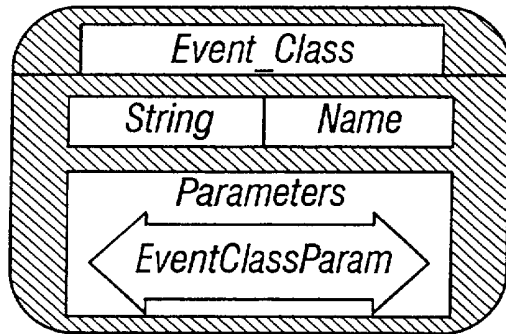 Event_Class
String Name
Parameters
EventClassParam